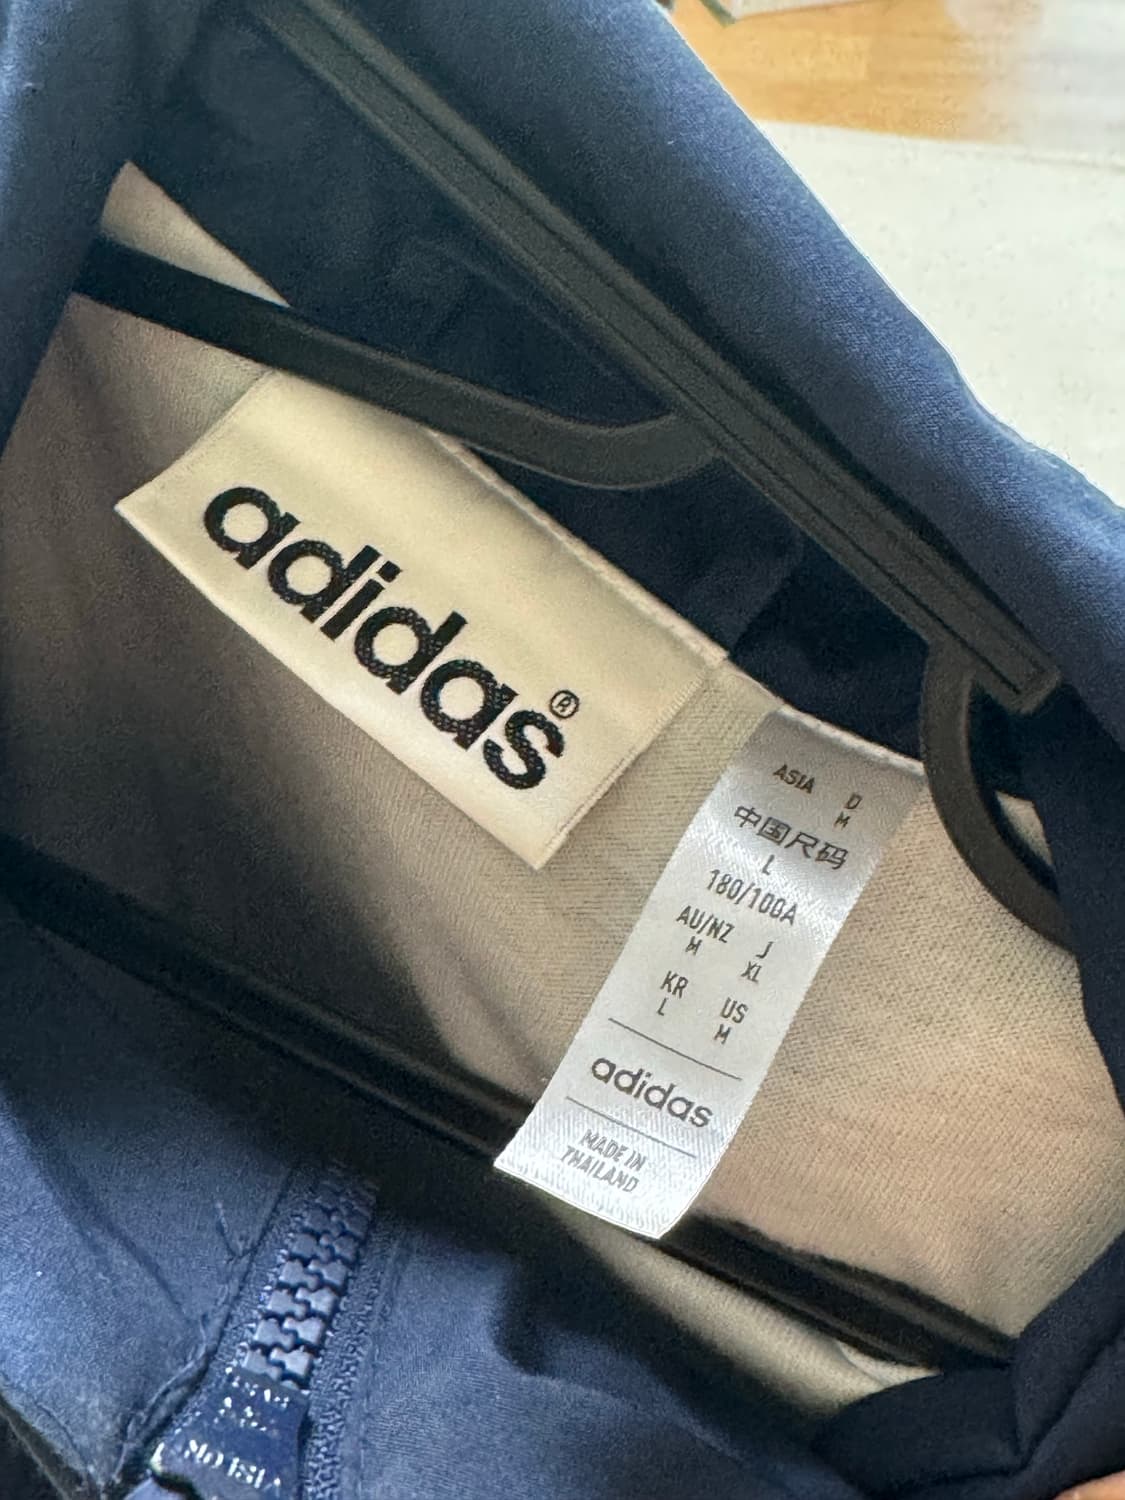 adidas®
ASIA D
M
中国尺码
L
180/100A
AU/NZ J
M XL
KR US
L M
adidas
MADE IN
THAILAND